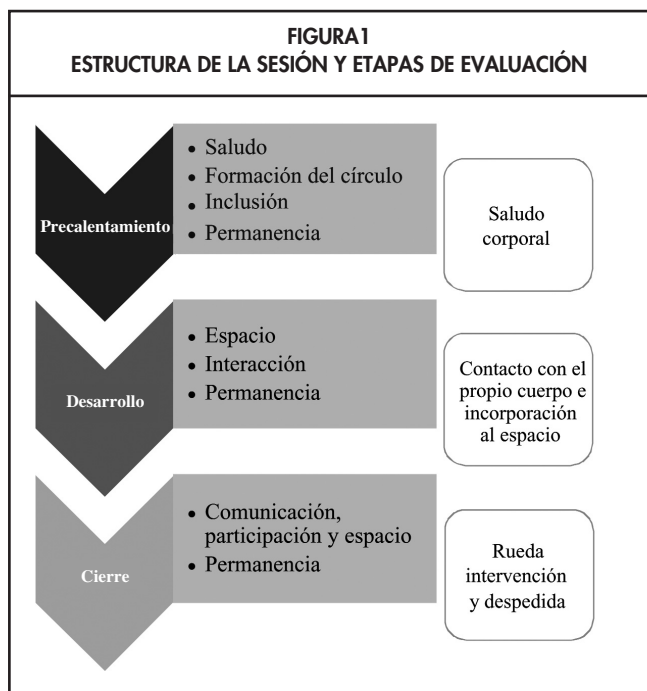 FIGURA1
ESTRUCTURA DE LA SESIÓN Y ETAPAS DE EVALUACIÓN
Precalentamiento
• Saludo
• Formación del círculo
• Inclusión
• Permanencia
Saludo
corporal
Desarrollo
• Espacio
• Interacción
• Permanencia
Contacto con el
propio cuerpo e
incorporación
al espacio
Cierre
• Comunicación,
participación y espacio
• Permanencia
Rueda
intervención
y despedida